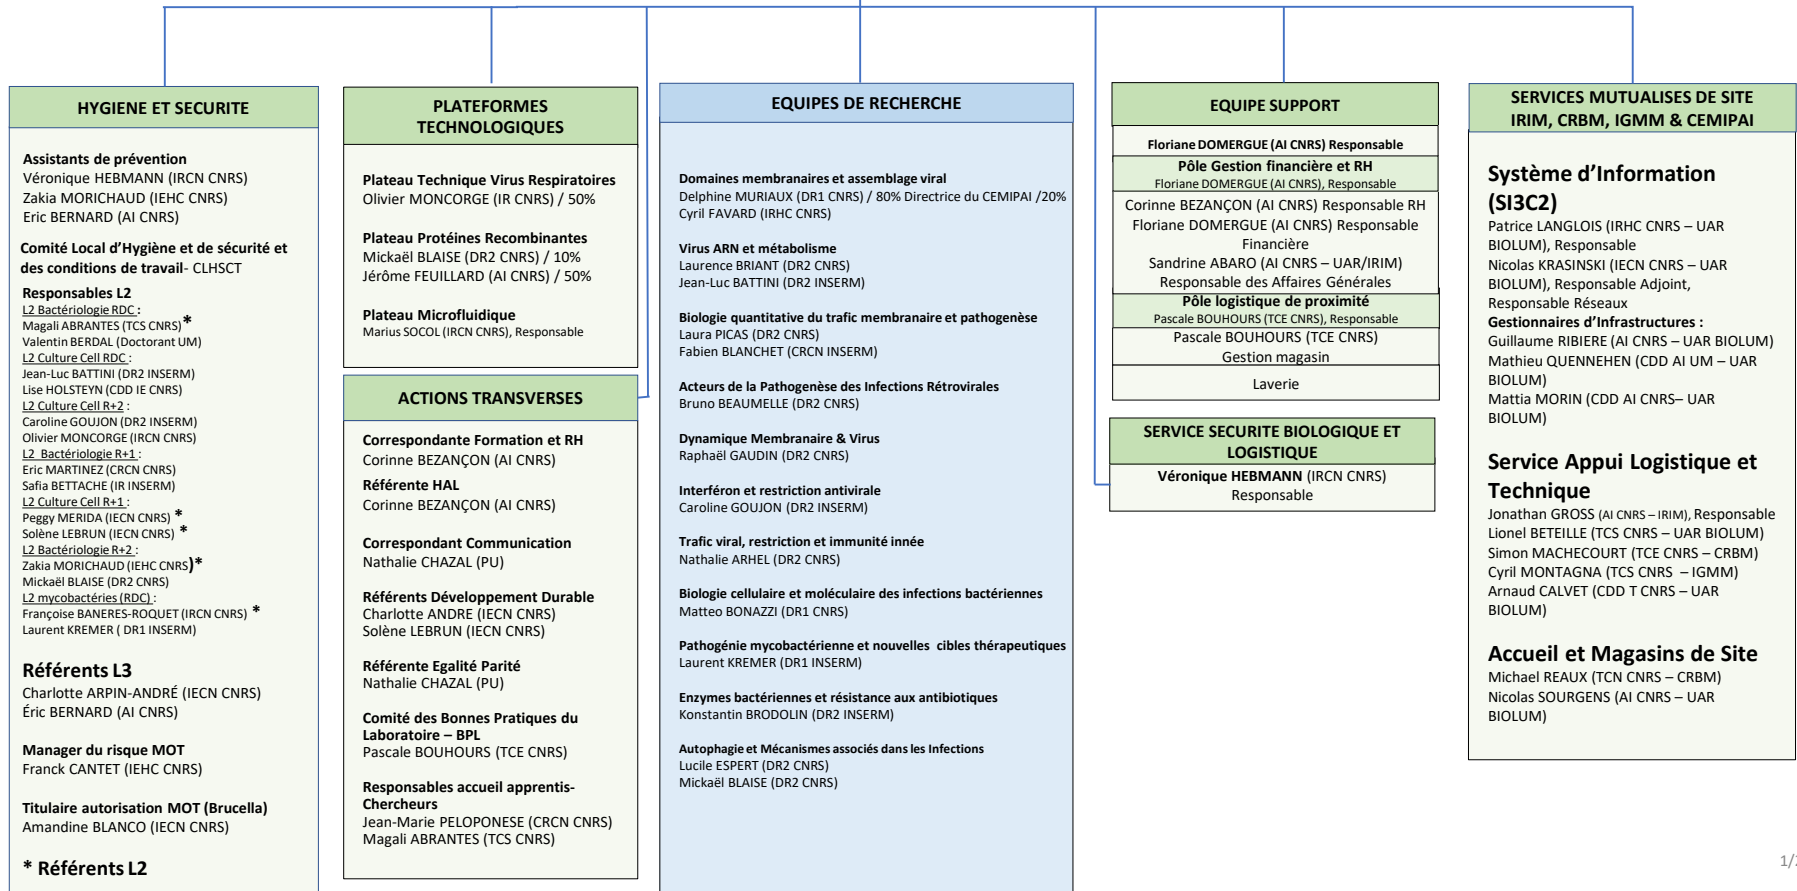 HYGIENE ET SECURITE
Assistants de prévention
Véronique HEBMANN (IRCN CNRS)
Zakia MORICHAUD (IEHC CNRS)
Eric BERNARD (AI CNRS)
Comité Local d'Hygiène et de sécurité et
des conditions de travail- CLHSCT
Responsables L2
L2 Bactériologie RDC :
Magali ABRANTES (TCS CNRS)*
Valentin BERDAL (Doctorant UM)
L2 Culture Cell RDC :
Jean-Luc BATTINI (DR2 INSERM)
Lise HOLSTEYN (CDD IE CNRS)
L2 Culture Cell R+2 :
Caroline GOUJON (DR2 INSERM)
Olivier MONCORGE (IRCN CNRS)
L2 Bactériologie R+1 :
Eric MARTINEZ (CRCN CNRS)
Safia BETTACHE (IR INSERM)
L2 Culture Cell R+1 :
Peggy MERIDA (IECN CNRS) *
Solène LEBRUN (IECN CNRS) *
L2 Bactériologie R+2 :
Zakia MORICHAUD (IEHC CNRS)*
Mickaël BLAISE (DR2 CNRS)
L2 mycobactéries (RDC) :
Françoise BANERES-ROQUET (IRCN CNRS) *
Laurent KREMER ( DR1 INSERM)
Référents L3
Charlotte ARPIN-ANDRÉ (IECN CNRS)
Éric BERNARD (AI CNRS)
Manager du risque MOT
Franck CANTET (IEHC CNRS)
Titulaire autorisation MOT (Brucella)
Amandine BLANCO (IECN CNRS)
* Référents L2
PLATEFORMES
TECHNOLOGIQUES
Plateau Technique Virus Respiratoires
Olivier MONCORGE (IR CNRS) / 50%
Plateau Protéines Recombinantes
Mickaël BLAISE (DR2 CNRS) / 10%
Jérôme FEUILLARD (AI CNRS) / 50%
Plateau Microfluidique
Marius SOCOL (IRCN CNRS), Responsable
ACTIONS TRANSVERSES
Correspondante Formation et RH
Corinne BEZANÇON (AI CNRS)
Référente HAL
Corinne BEZANÇON (AI CNRS)
Correspondant Communication
Nathalie CHAZAL (PU)
Référents Développement Durable
Charlotte ANDRE (IECN CNRS)
Solène LEBRUN (IECN CNRS)
Référente Egalité Parité
Nathalie CHAZAL (PU)
Comité des Bonnes Pratiques du
Laboratoire – BPL
Pascale BOUHOURS (TCE CNRS)
Responsables accueil apprentis-
Chercheurs
Jean-Marie PELOPONESE (CRCN CNRS)
Magali ABRANTES (TCS CNRS)
EQUIPES DE RECHERCHE
Domaines membranaires et assemblage viral
Delphine MURIAUX (DR1 CNRS) / 80% Directrice du CEMIPAI /20%
Cyril FAVARD (IRHC CNRS)
Virus ARN et métabolisme
Laurence BRIANT (DR2 CNRS)
Jean-Luc BATTINI (DR2 INSERM)
Biologie quantitative du trafic membranaire et pathogenèse
Laura PICAS (DR2 CNRS)
Fabien BLANCHET (CRCN INSERM)
Acteurs de la Pathogenèse des Infections Rétrovirales
Bruno BEAUMELLE (DR2 CNRS)
Dynamique Membranaire & Virus
Raphaël GAUDIN (DR2 CNRS)
Interféron et restriction antivirale
Caroline GOUJON (DR2 INSERM)
Trafic viral, restriction et immunité innée
Nathalie ARHEL (DR2 CNRS)
Biologie cellulaire et moléculaire des infections bactériennes
Matteo BONAZZI (DR1 CNRS)
Pathogénie mycobactérienne et nouvelles cibles thérapeutiques
Laurent KREMER (DR1 INSERM)
Enzymes bactériennes et résistance aux antibiotiques
Konstantin BRODOLIN (DR2 INSERM)
Autophagie et Mécanismes associés dans les Infections
Lucile ESPERT (DR2 CNRS)
Mickaël BLAISE (DR2 CNRS)
EQUIPE SUPPORT
Floriane DOMERGUE (AI CNRS) Responsable
Pôle Gestion financière et RH
Floriane DOMERGUE (AI CNRS), Responsable
Corinne BEZANÇON (AI CNRS) Responsable RH
Floriane DOMERGUE (AI CNRS) Responsable
Financière
Sandrine ABARO (AI CNRS – UAR/IRIM)
Responsable des Affaires Générales
Pôle logistique de proximité
Pascale BOUHOURS (TCE CNRS), Responsable
Pascale BOUHOURS (TCE CNRS)
Gestion magasin
Laverie
SERVICE SECURITE BIOLOGIQUE ET
LOGISTIQUE
Véronique HEBMANN (IRCN CNRS)
Responsable
SERVICES MUTUALISES DE SITE
IRIM, CRBM, IGMM & CEMIPAI
Système d'Information
(SI3C2)
Patrice LANGLOIS (IRHC CNRS – UAR
BIOLUM), Responsable
Nicolas KRASINSKI (IECN CNRS – UAR
BIOLUM), Responsable Adjoint,
Responsable Réseaux
Gestionnaires d'Infrastructures :
Guillaume RIBIERE (AI CNRS – UAR BIOLUM)
Mathieu QUENNEHEN (CDD AI UM – UAR
BIOLUM)
Mattia MORIN (CDD AI CNRS– UAR
BIOLUM)
Service Appui Logistique et
Technique
Jonathan GROSS (AI CNRS – IRIM), Responsable
Lionel BETEILLE (TCS CNRS – UAR BIOLUM)
Simon MACHECOURT (TCE CNRS – CRBM)
Cyril MONTAGNA (TCS CNRS – IGMM)
Arnaud CALVET (CDD T CNRS – UAR
BIOLUM)
Accueil et Magasins de Site
Michael REAUX (TCN CNRS – CRBM)
Nicolas SOURGENS (AI CNRS – UAR
BIOLUM)
1/2